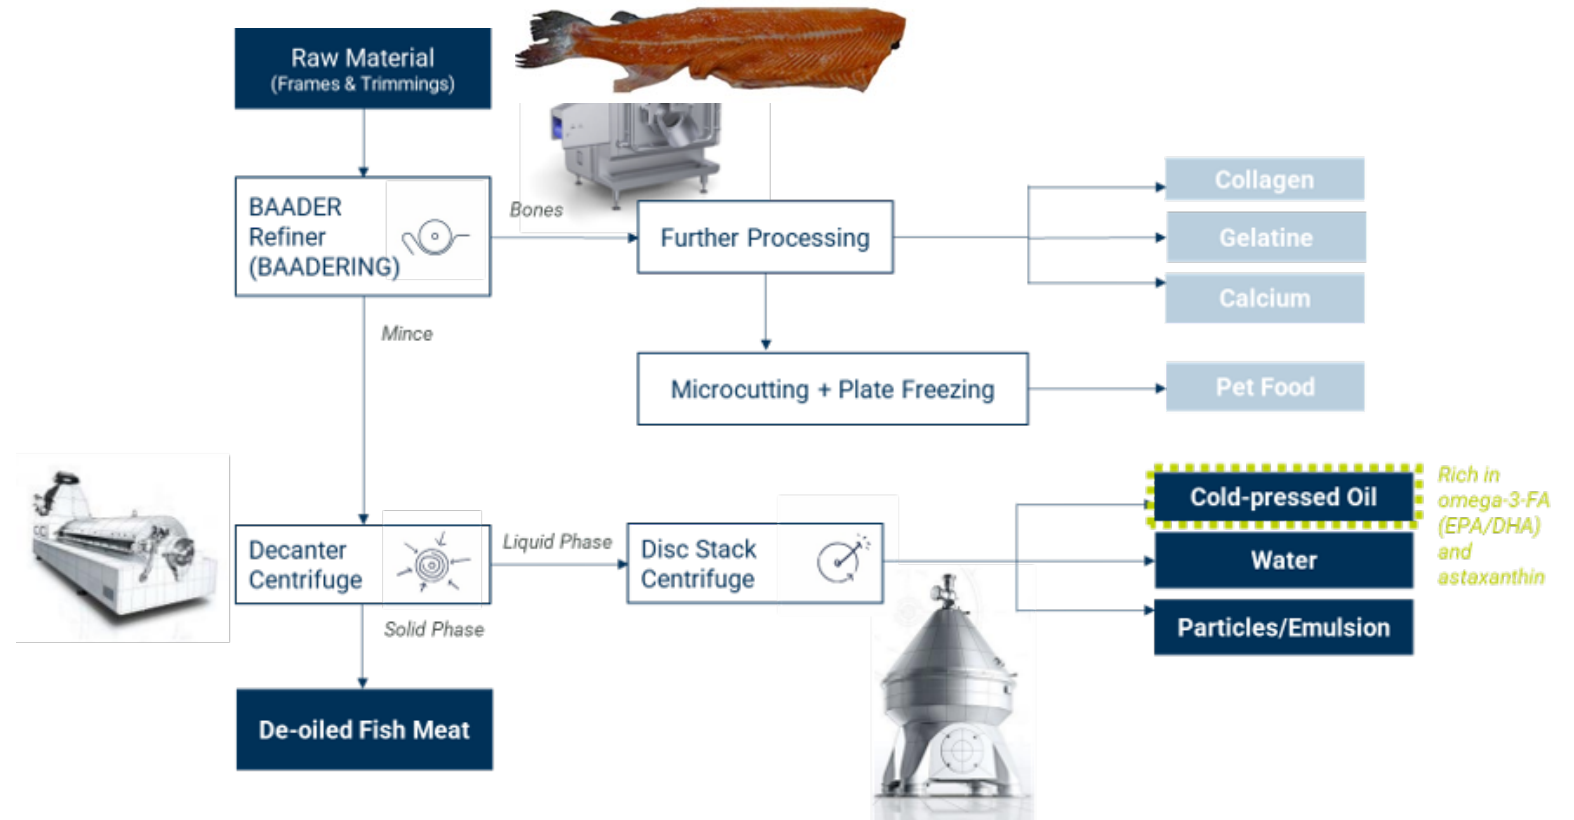 Raw Material
(Frames & Trimmings)
BAADER
Refiner
(BAADERING)
Bones
Further Processing
Collagen
Gelatine
Calcium
Mince
Microcutting + Plate Freezing
Pet Food
Decanter
Centrifuge
Liquid Phase
Disc Stack
Centrifuge
Cold-pressed Oil
Water
Particles/Emulsion
Rich in
omega-3-FA
(EPA/DHA)
and
astaxanthin
Solid Phase
De-oiled Fish Meat